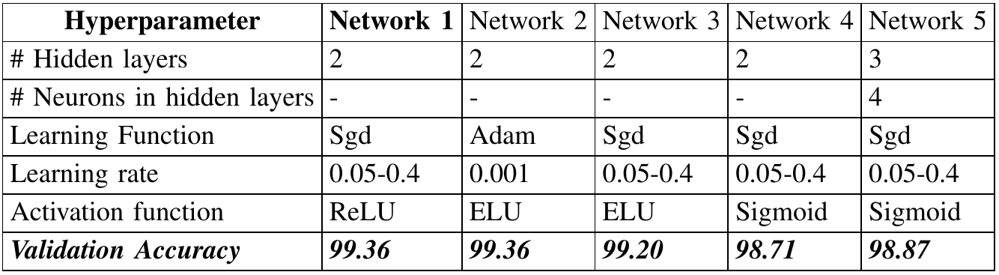 Hyperparameter Network 1 Network 2 Network 3 Network 4 Network 5
# Hidden layers 2 2 2 2 3
# Neurons in hidden layers - - - - 4
Learning Function Sgd Adam Sgd Sgd Sgd
Learning rate 0.05-0.4 0.001 0.05-0.4 0.05-0.4 0.05-0.4
Activation function ReLU ELU ELU Sigmoid Sigmoid
Validation Accuracy 99.36 99.36 99.20 98.71 98.87